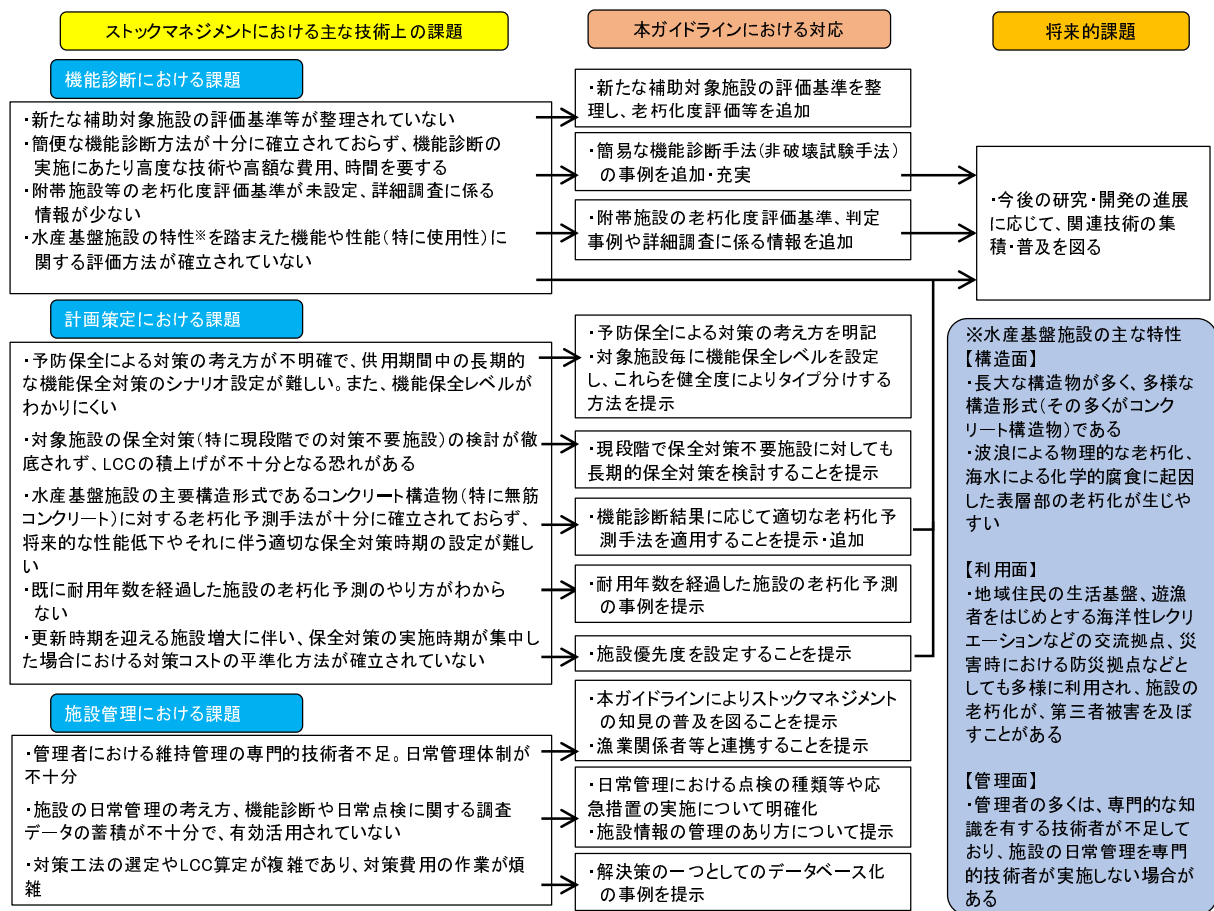 ストックマネジメントにおける主な技術上の課題
本ガイドラインにおける対応
将来的課題
機能診断における課題
・新たな補助対象施設の評価基準等が整理されていない
・簡便な機能診断方法が十分に確立されておらず、機能診断の
実施にあたり高度な技術や高額な費用、時間を要する
・附帯施設等の老朽化度評価基準が未設定、詳細調査に係る
情報が少ない
・水産基盤施設の特性※を踏まえた機能や性能(特に使用性)に
関する評価方法が確立されていない
・新たな補助対象施設の評価基準を整
理し、老朽化度評価等を追加
・簡易な機能診断手法(非破壊試験手法)
の事例を追加・充実
・附帯施設の老朽化度評価基準、判定
事例や詳細調査に係る情報を追加
・今後の研究・開発の進展
に応じて、関連技術の集
積・普及を図る
計画策定における課題
・予防保全による対策の考え方が不明確で、供用期間中の長期的
な機能保全対策のシナリオ設定が難しい。また、機能保全レベルが
わかりにくい
・対象施設の保全対策(特に現段階での対策不要施設)の検討が徹
底されず、LCCの積上げが不十分となる恐れがある
・水産基盤施設の主要構造形式であるコンクリート構造物(特に無筋
コンクリート)に対する老朽化予測手法が十分に確立されておらず、
将来的な性能低下やそれに伴う適切な保全対策時期の設定が難し
い
・既に耐用年数を経過した施設の老朽化予測のやり方がわから
ない
・更新時期を迎える施設増大に伴い、保全対策の実施時期が集中し
た場合における対策コストの平準化方法が確立されていない
・予防保全による対策の考え方を明記
・対象施設毎に機能保全レベルを設定
し、これらを健全度によりタイプ分けする
方法を提示
・現段階で保全対策不要施設に対しても
長期的保全対策を検討することを提示
・機能診断結果に応じて適切な老朽化予
測手法を適用することを提示・追加
・耐用年数を経過した施設の老朽化予測
の事例を提示
・施設優先度を設定することを提示
施設管理における課題
・管理者における維持管理の専門的技術者不足。日常管理体制が
不十分
・施設の日常管理の考え方、機能診断や日常点検に関する調査
データの蓄積が不十分で、有効活用されていない
・対策工法の選定やLCC算定が複雑であり、対策費用の作業が煩
雑
・本ガイドラインによりストックマネジメント
の知見の普及を図ることを提示
・漁業関係者等と連携することを提示
・日常管理における点検の種類等や応
急措置の実施について明確化
・施設情報の管理のあり方について提示
・解決策の一つとしてのデータベース化
の事例を提示
※水産基盤施設の主な特性
【構造面】
・長大な構造物が多く、多様な
構造形式(その多くがコンク
リート構造物)である
・波浪による物理的な老朽化、
海水による化学的腐食に起因
した表層部の老朽化が生じや
すい
【利用面】
・地域住民の生活基盤、遊漁
者をはじめとする海洋性レクリ
エーションなどの交流拠点、災
害時における防災拠点などと
しても多様に利用され、施設の
老朽化が、第三者被害を及ぼ
すことがある
【管理面】
・管理者の多くは、専門的な知
識を有する技術者が不足して
おり、施設の日常管理を専門
的技術者が実施しない場合が
ある